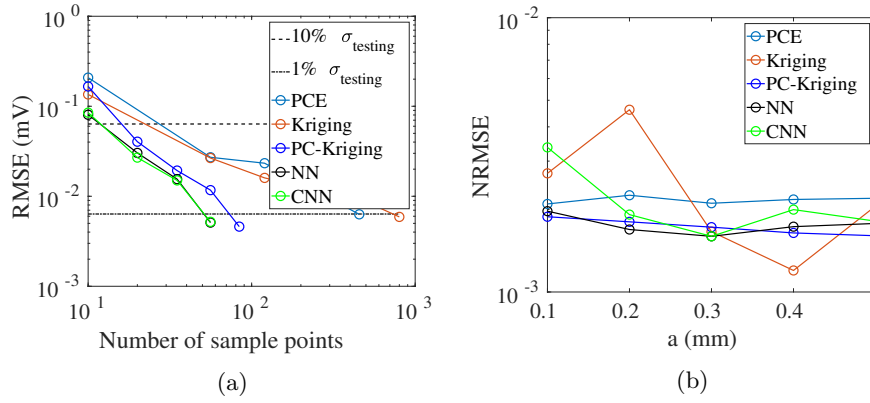 10^0
10^-1
10^-2
10^-3
10^1
10^2
10^3
RMSE (mV)
Number of sample points
10% σ_testing
1% σ_testing
PCE
Kriging
PC-Kriging
NN
CNN
(a)
10^-2
10^-3
0.1
0.2
0.3
0.4
NRMSE
a (mm)
PCE
Kriging
PC-Kriging
NN
CNN
(b)